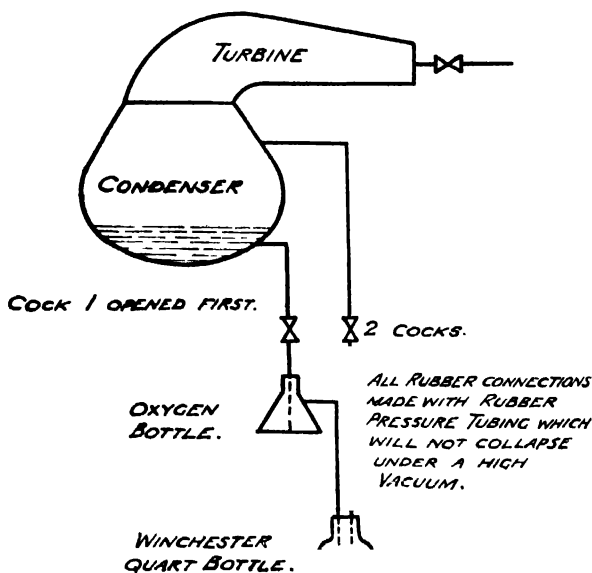 TURBINE
CONDENSER
COCK 1 OPENED FIRST.
2 COCKS.
ALL RUBBER CONNECTIONS
MADE WITH RUBBER
PRESSURE TUBING WHICH
WILL NOT COLLAPSE
UNDER A HIGH
VACUUM.
OXYGEN
BOTTLE.
WINCHESTER
QUART BOTTLE.